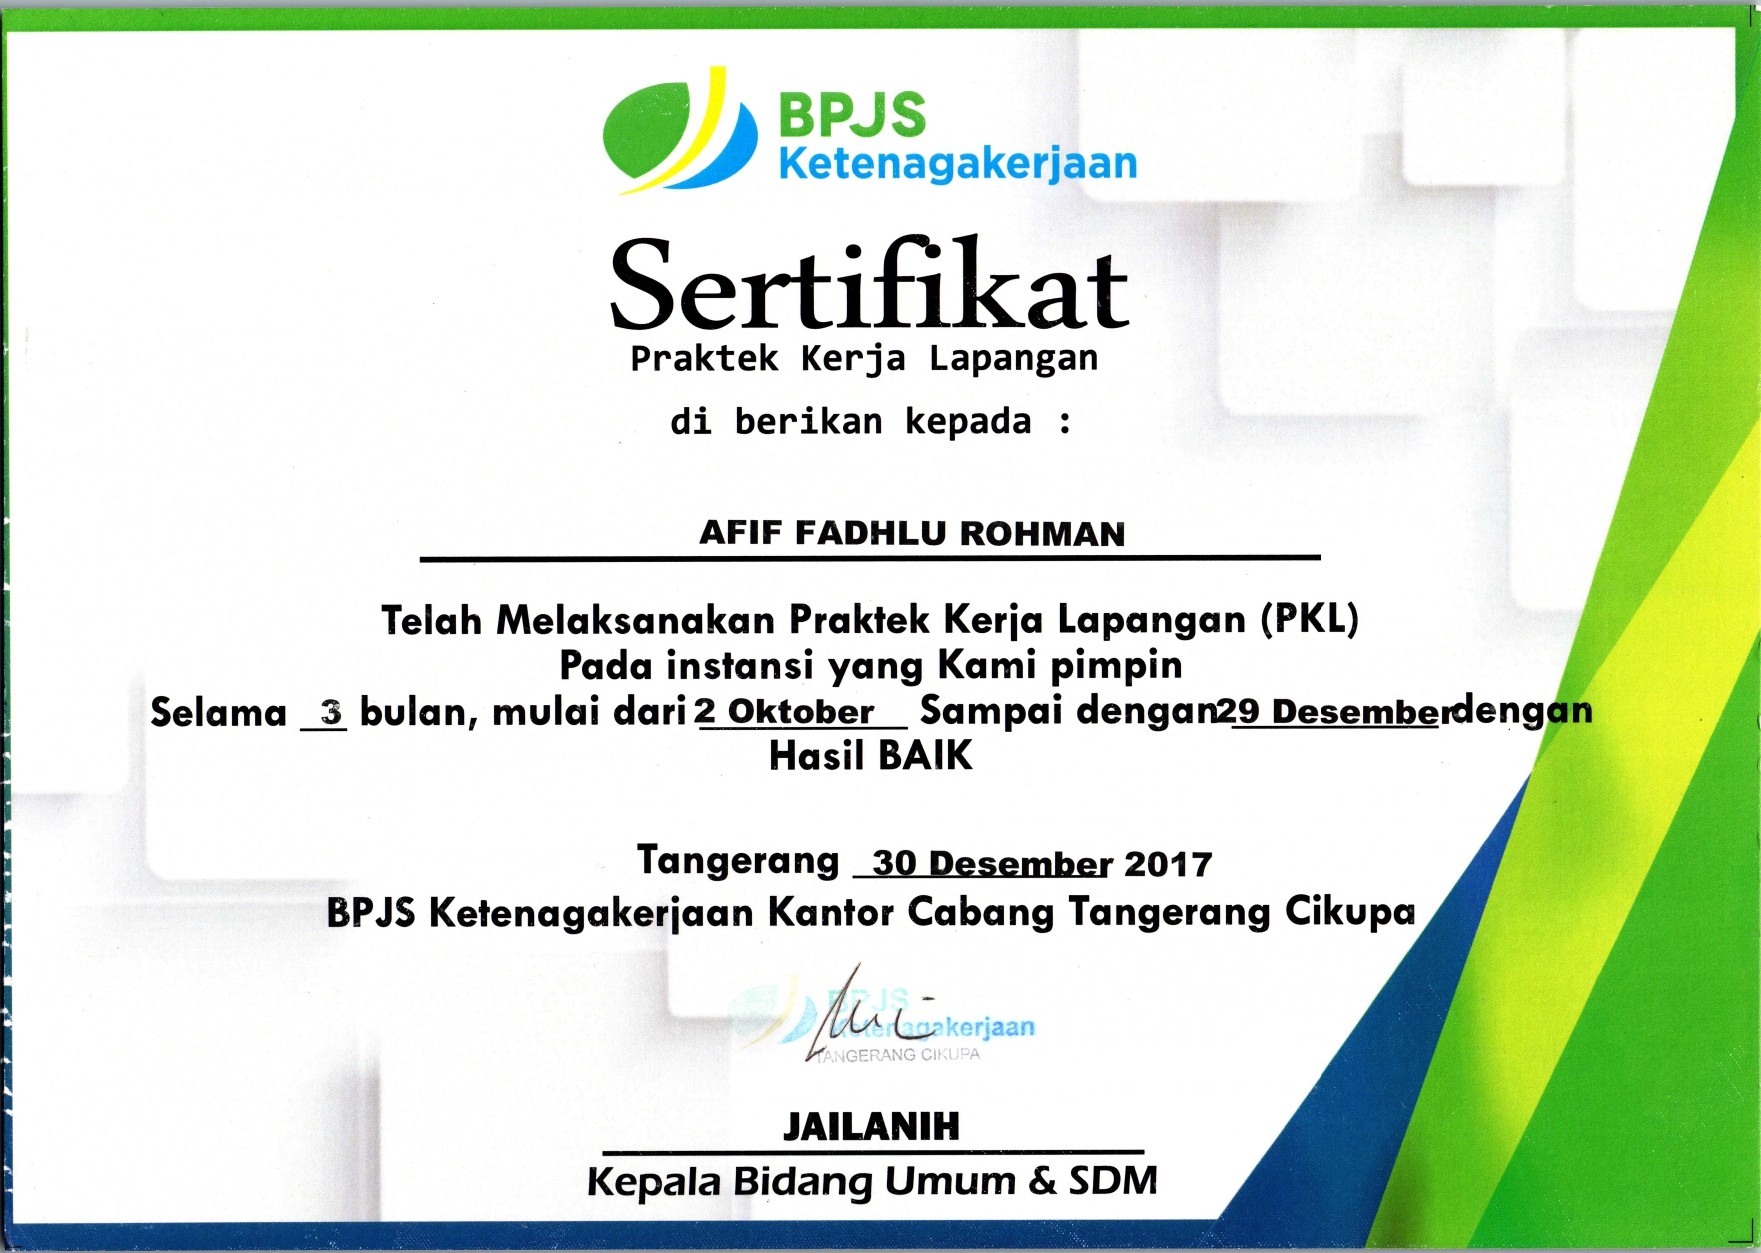 BPJS
Ketenagakerjaan
Sertifikat
Praktek Kerja Lapangan
di berikan kepada :
AFIF FADHLU ROHMAN
Telah Melaksanakan Praktek Kerja Lapangan (PKL)
Pada instansi yang Kami pimpin
Selama 3 bulan, mulai dari 2 Oktober Sampai dengan 29 Desember dengan
Hasil BAIK
Tangerang 30 Desember 2017
BPJS Ketenagakerjaan Kantor Cabang Tangerang Cikupa
BPJS
Ketenagakerjaan
TANGERANG CIKUPA
JAILANIH
Kepala Bidang Umum & SDM